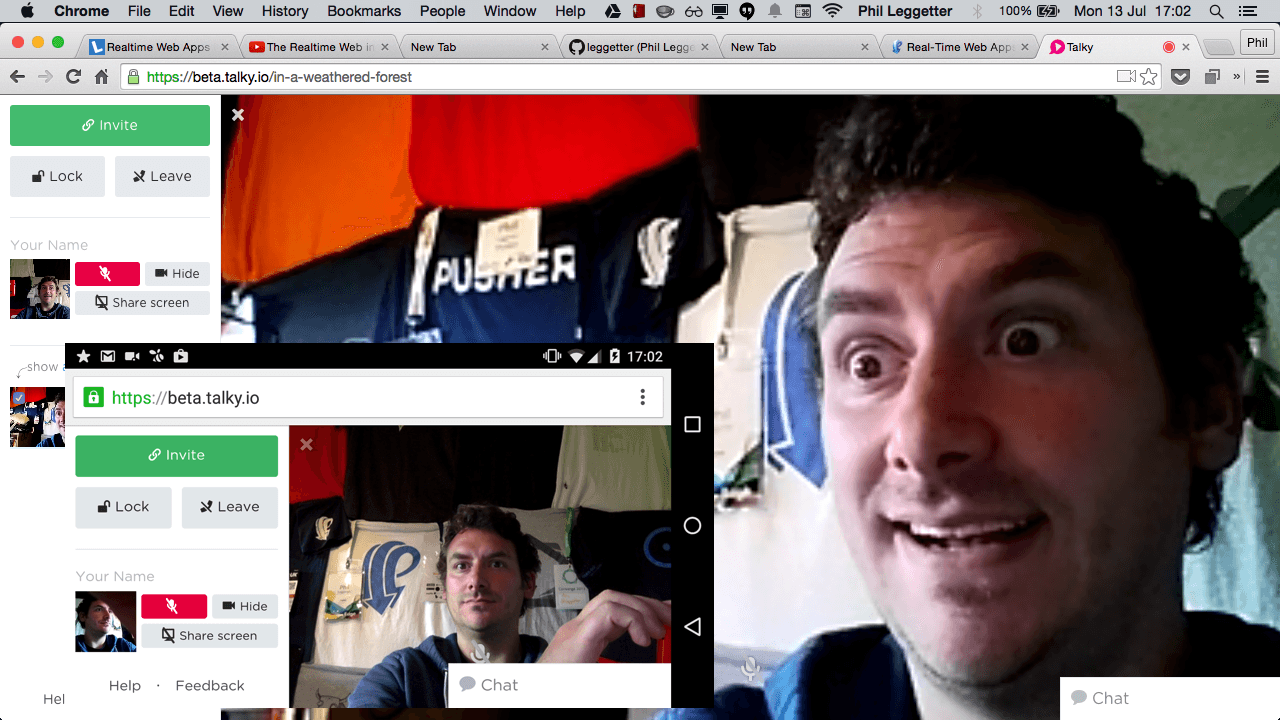 Chrome File Edit View History Bookmarks People Window Help Phil Leggetter 100% Mon 13 Jul 17:02
Realtime Web Apps The Realtime Web in New Tab leggetter (Phil Legge New Tab Real-Time Web Apps Talky Phil
https://beta.talky.io/in-a-weathered-forest
Invite
Lock Leave
Your Name
Hide
Share screen
show
PUSHER
17:02
https://beta.talky.io
Invite
Lock Leave
Your Name
Hide
Share screen
Help · Feedback
Chat
Hel
Chat